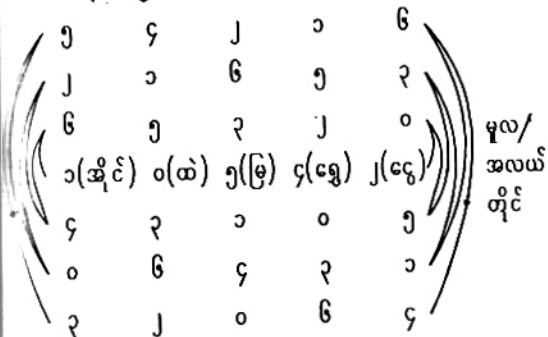 ၅ ၄ ၂ ၁ ၆
၂ ၁ ၆ ၅ ၃
၆ ၅ ၃ ၂ ၀
၁(အိုင်) ၀(ထဲ) ၅(မြ) ၄(ရွှေ) ၂(ငွေ)
၄ ၃ ၁ ၀ ၅
၀ ၆ ၄ ၃ ၁
၃ ၂ ၀ ၆ ၄
မူလ/
အလယ်
တိုင်